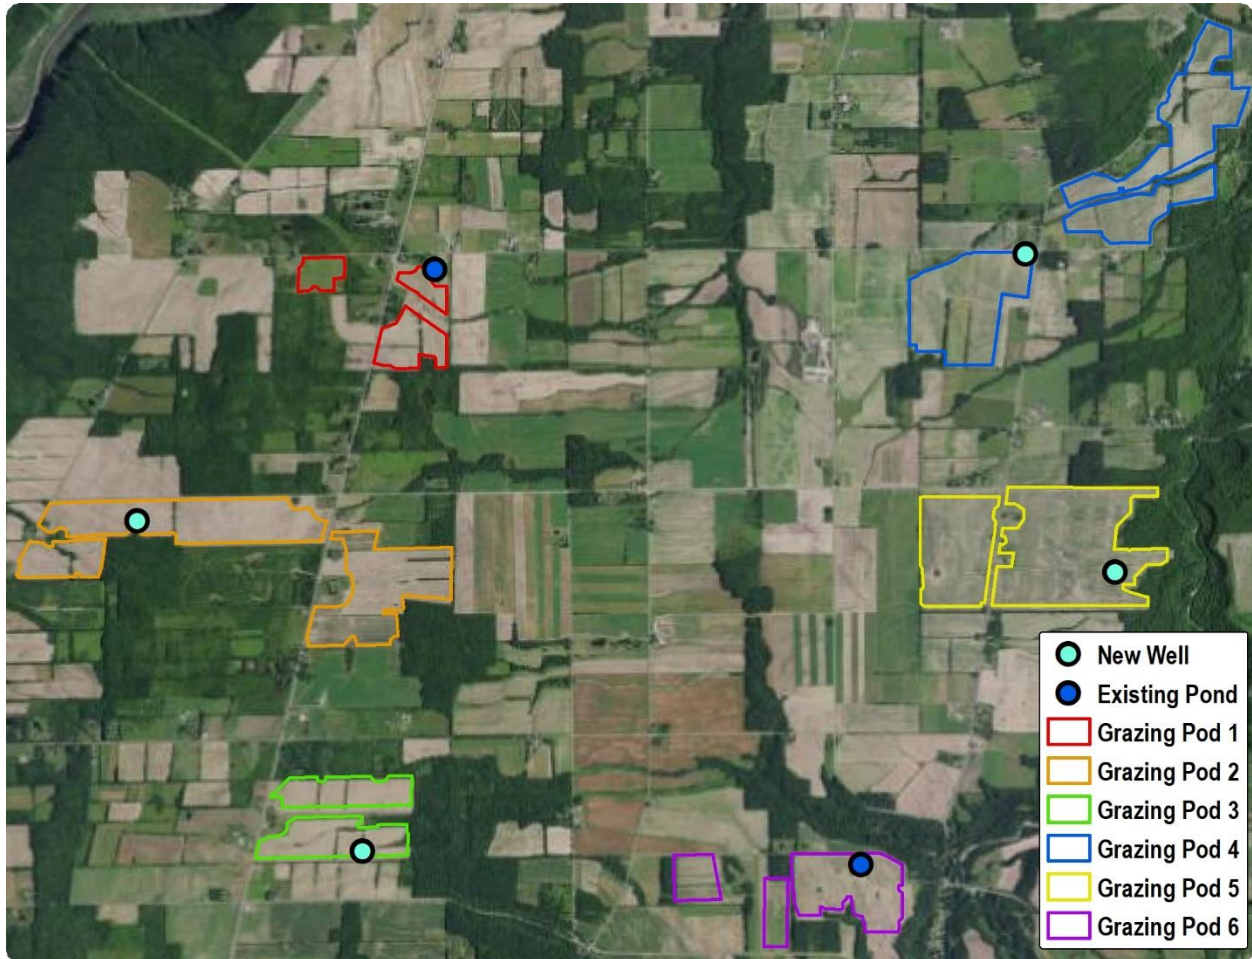 New Well
Existing Pond
Grazing Pod 1
Grazing Pod 2
Grazing Pod 3
Grazing Pod 4
Grazing Pod 5
Grazing Pod 6